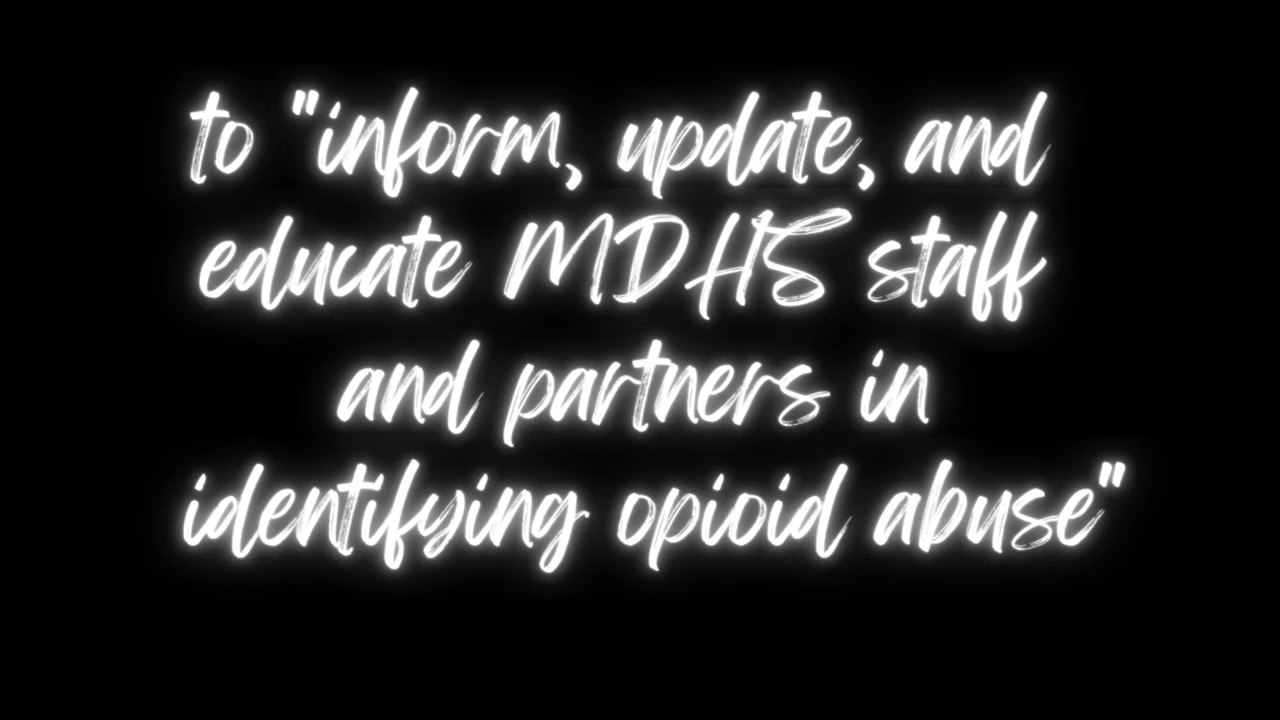 to "inform, update, and
educate MDHS staff
and partners in
identifying opioid abuse"